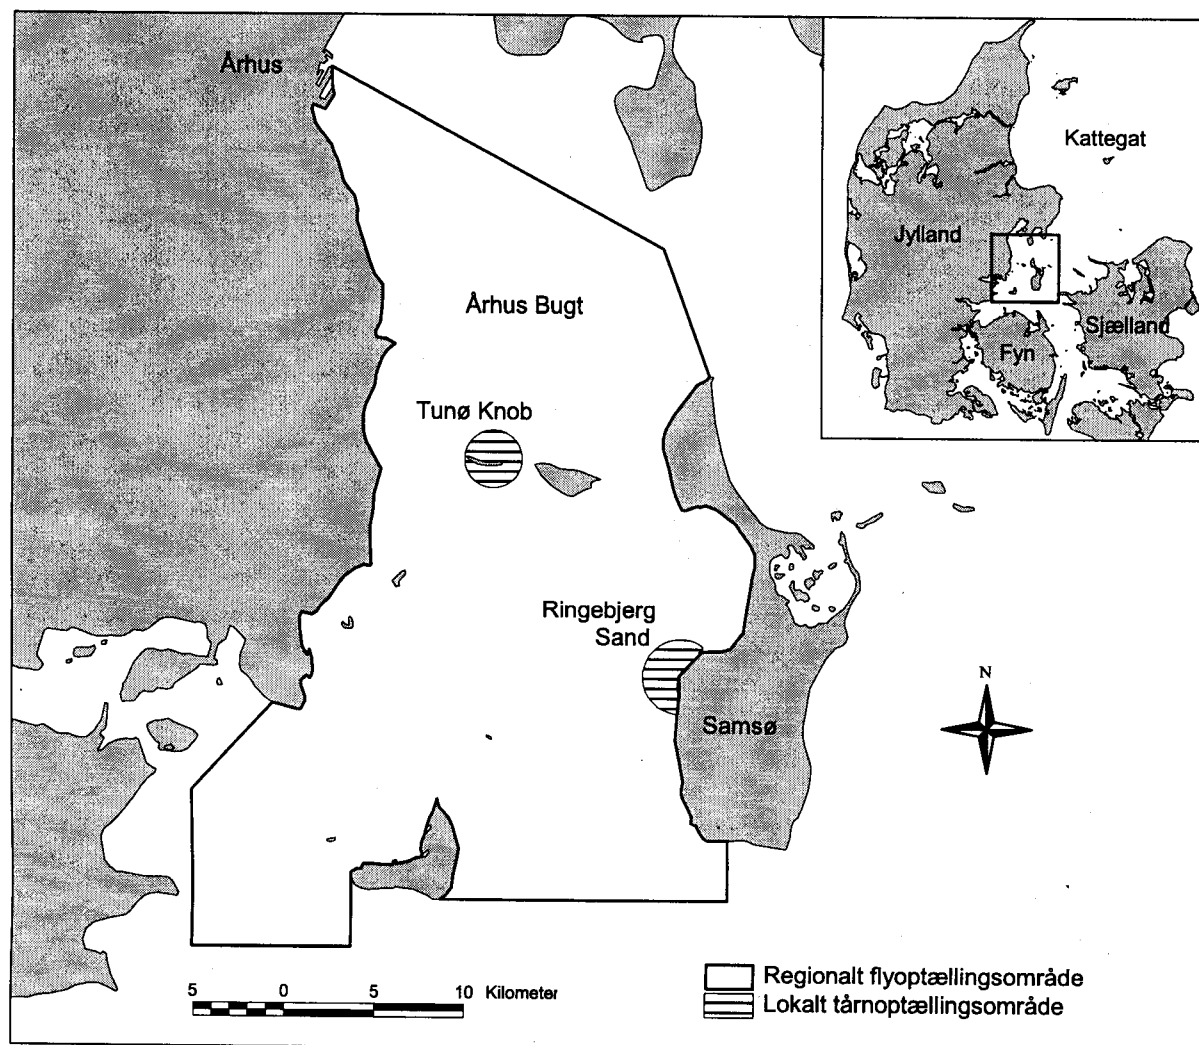 Århus
Kattegat
Jylland
Århus Bugt
Sjælland
Fyn
Tunø Knob
Ringebjerg
Sand
N
Samsø
5 0 5 10 Kilometer
Regionalt flyoptællingsområde
Lokalt tårnoptællingsområde